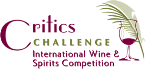 Critics
CHALLENGE
International Wine &
Spirits Competition